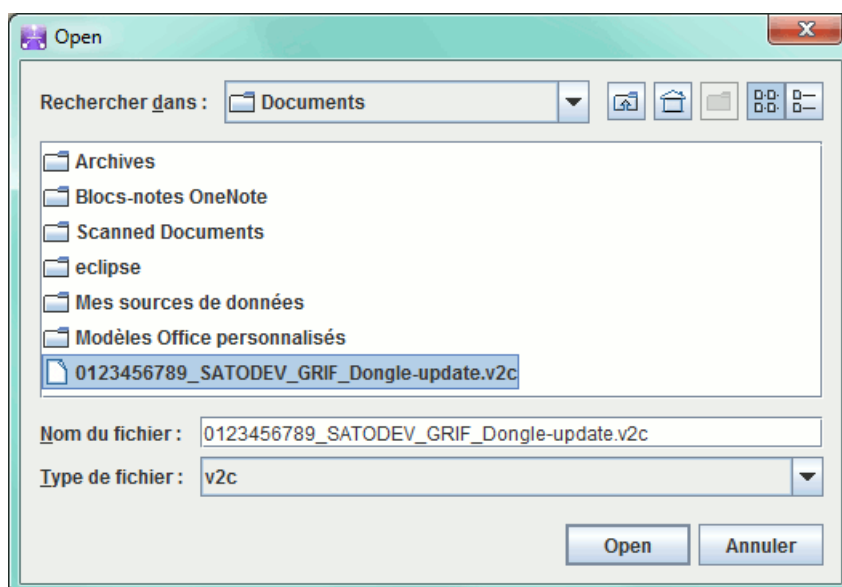 Open
Rechercher dans : Documents
Archives
Blocs-notes OneNote
Scanned Documents
eclipse
Mes sources de données
Modèles Office personnalisés
0123456789_SATODEV_GRIF_Dongle-update.v2c
Nom du fichier : 0123456789_SATODEV_GRIF_Dongle-update.v2c
Type de fichier : v2c
Open Annuler